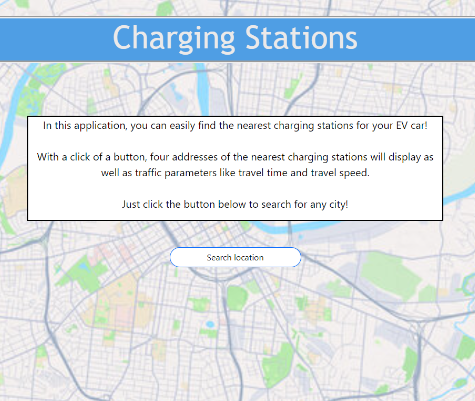 Charging Stations
In this application, you can easily find the nearest charging stations for your EV car!
With a click of a button, four addresses of the nearest charging stations will display as
well as traffic parameters like travel time and travel speed.
Just click the button below to search for any city!
Search location